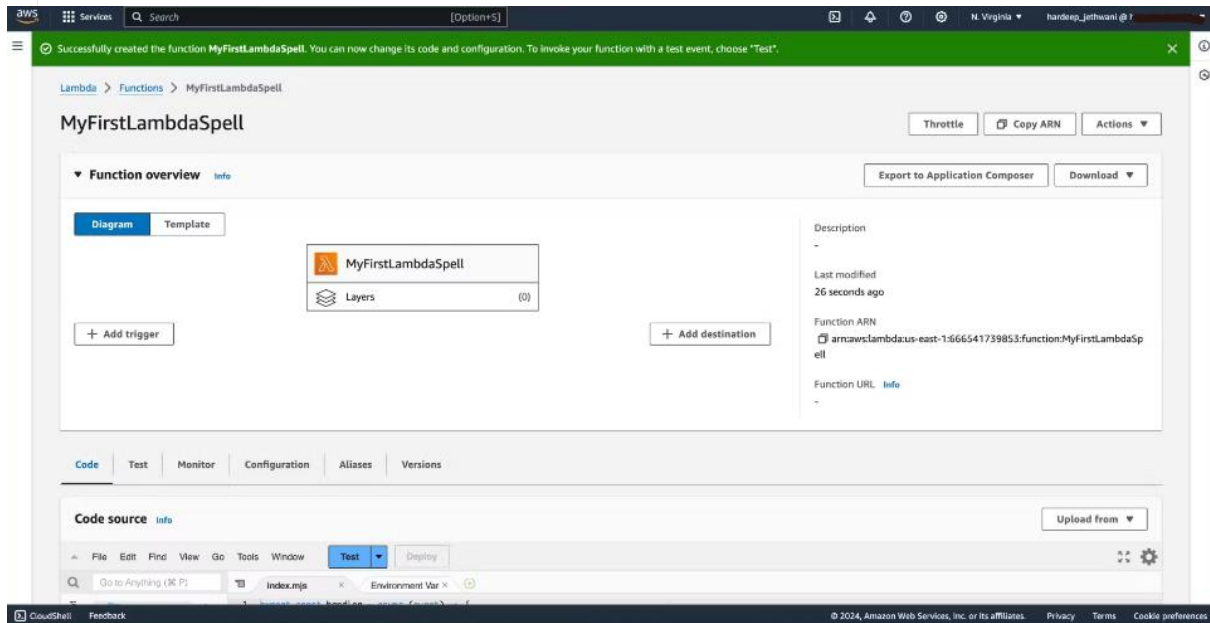 aws Services Search [Option+S] N. Virginia ▼ hardeep_jethwani @
Successfully created the function MyFirstLambdaSpell. You can now change its code and configuration. To invoke your function with a test event, choose "Test".
Lambda > Functions > MyFirstLambdaSpell
MyFirstLambdaSpell
Throttle Copy ARN Actions ▼
▼ Function overview Info
Export to Application Composer Download ▼
Diagram Template
MyFirstLambdaSpell
Layers (0)
+ Add trigger
+ Add destination
Description
-
Last modified
26 seconds ago
Function ARN
arn:aws:lambda:us-east-1:666541739853:function:MyFirstLambdaSp
ell
Function URL Info
-
Code Test Monitor Configuration Aliases Versions
Code source Info
Upload from ▼
File Edit Find View Go Tools Window Test ▼ Deploy
Go to Anything (⌘ P) index.mjs × Environment Var ×
CloudShell Feedback © 2024, Amazon Web Services, Inc. or its affiliates. Privacy Terms Cookie preferences